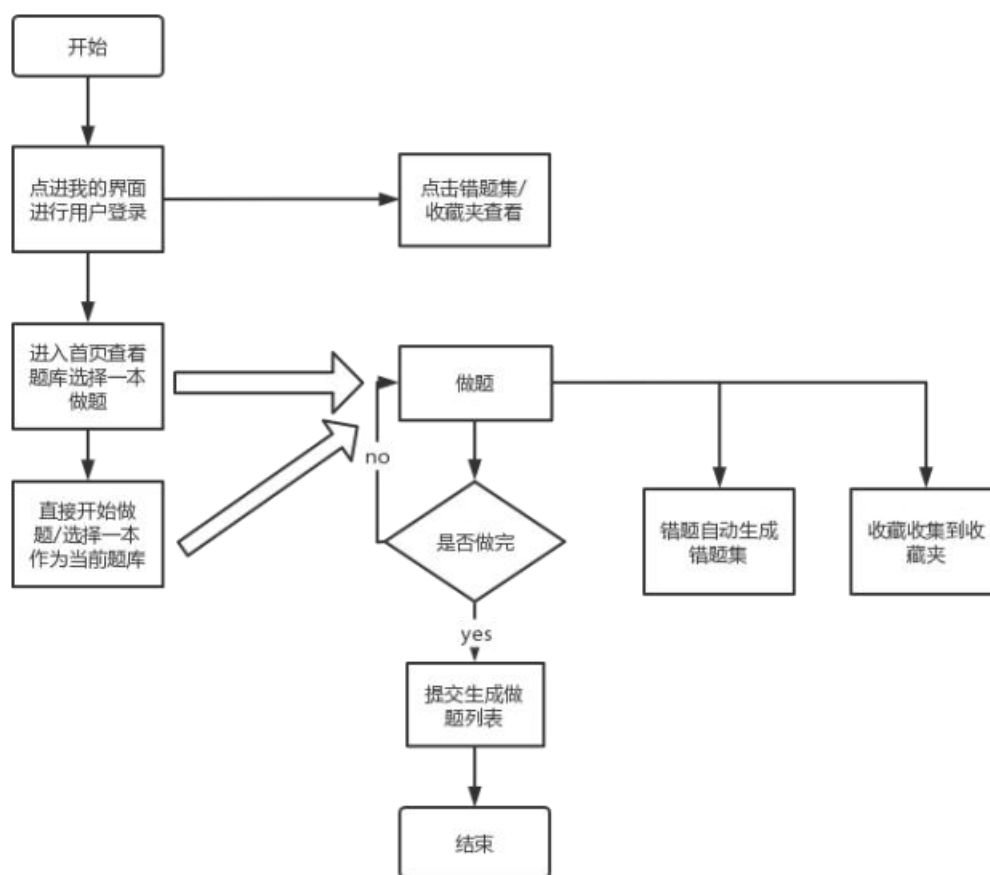 开始
点进我的界面
进行用户登录
点击错题集/
收藏夹查看
进入首页查看
题库选择一本
做题
做题
no
直接开始做
题/选择一本
作为当前题库
是否做完
错题自动生成
错题集
收藏收集到收
藏夹
yes
提交生成做
题列表
结束